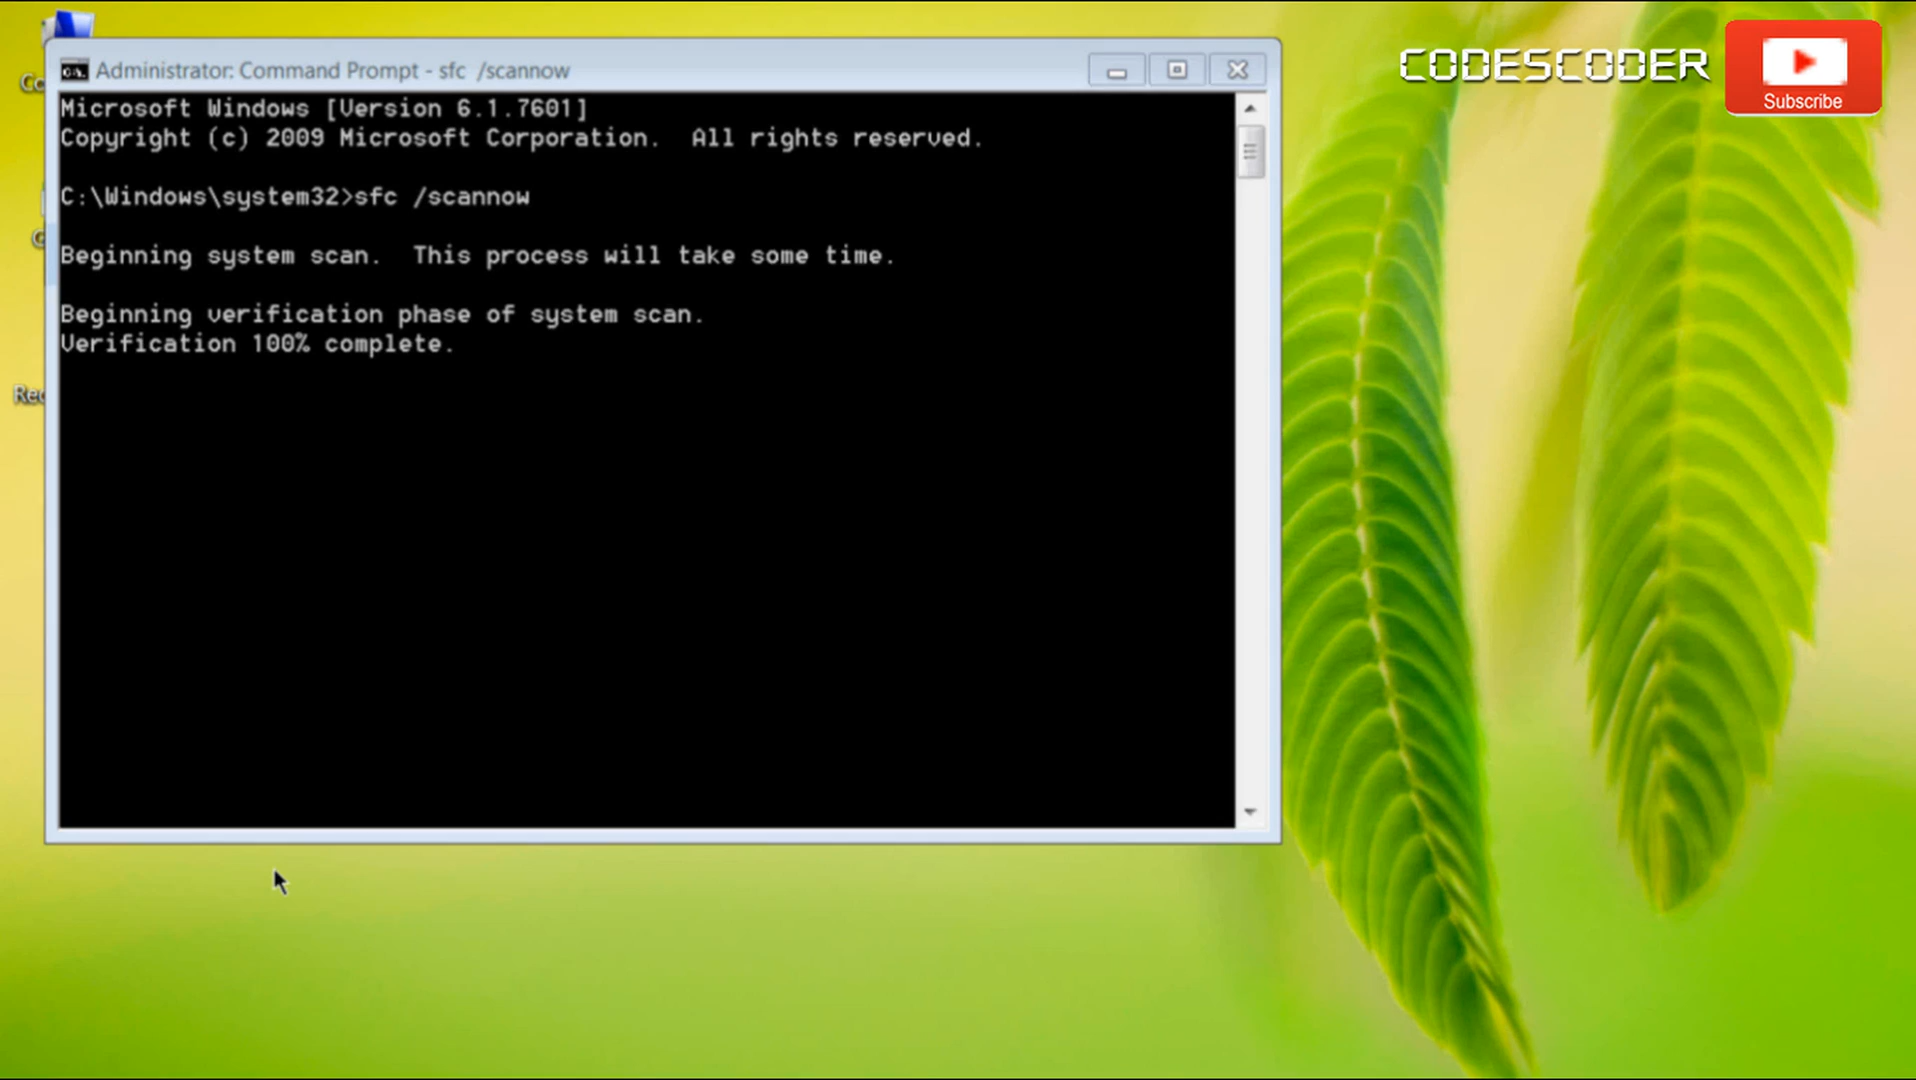 CODESCODER
Subscribe
Administrator: Command Prompt - sfc /scannow
Microsoft Windows [Version 6.1.7601]
Copyright (c) 2009 Microsoft Corporation. All rights reserved.
C:\Windows\system32>sfc /scannow
Beginning system scan. This process will take some time.
Beginning verification phase of system scan.
Verification 100% complete.